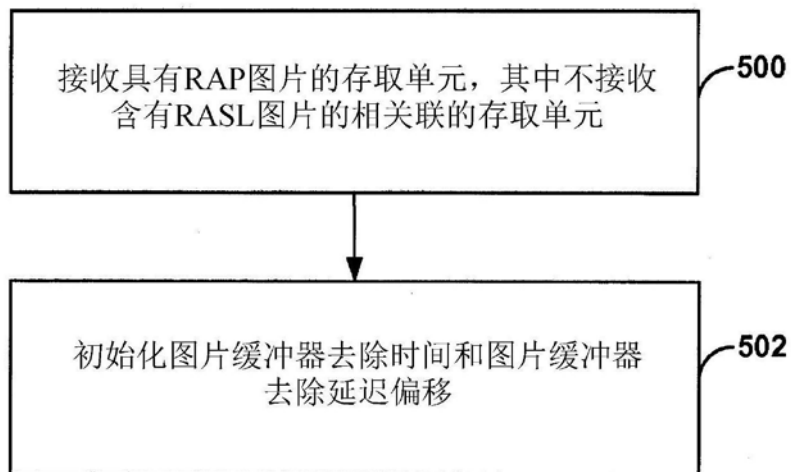 接收具有RAP图片的存取单元，其中不接收
含有RASL图片的相关联的存取单元
500
初始化图片缓冲器去除时间和图片缓冲器
去除延迟偏移
502